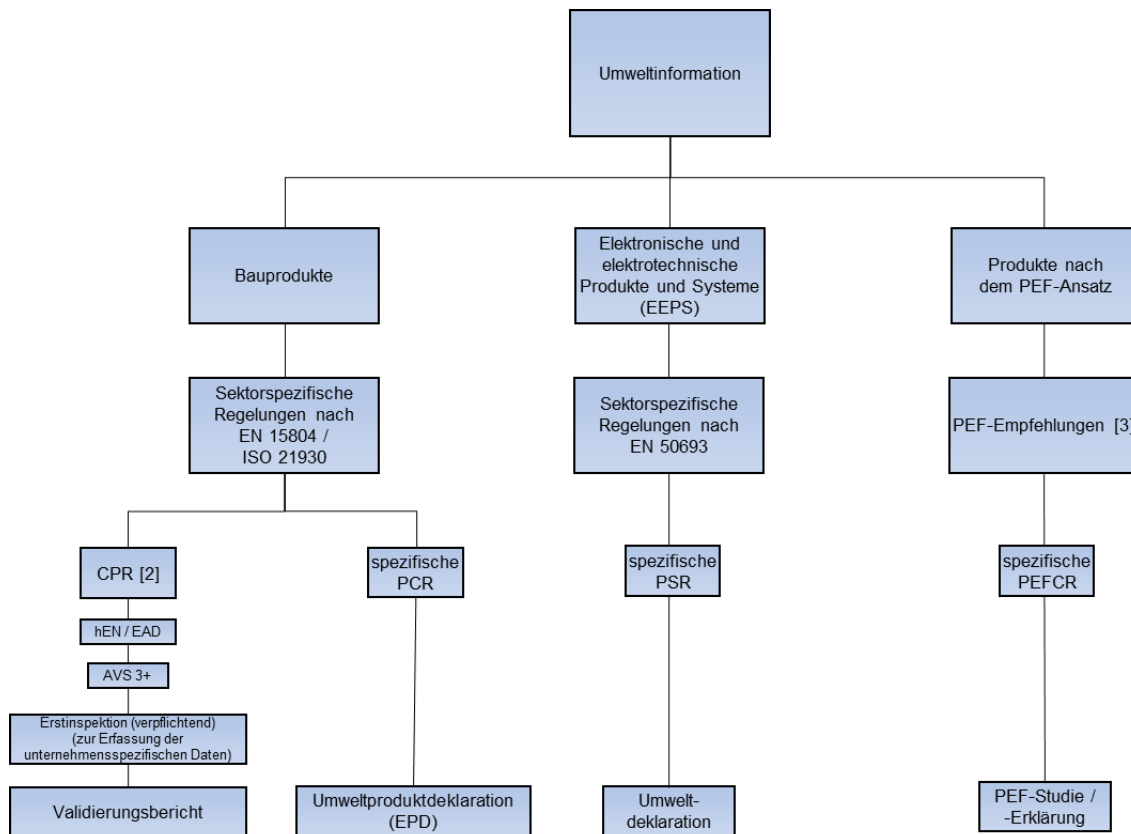 Umweltinformation
Bauprodukte
Elektronische und
elektrotechnische
Produkte und Systeme
(EEPS)
Produkte nach
dem PEF-Ansatz
Sektorspezifische
Regelungen nach
EN 15804 /
ISO 21930
Sektorspezifische
Regelungen nach
EN 50693
PEF-Empfehlungen [3]
CPR [2]
spezifische
PCR
spezifische
PSR
spezifische
PEFCR
hEN / EAD
AVS 3+
Erstinspektion (verpflichtend)
(zur Erfassung der
unternehmensspezifischen Daten)
Validierungsbericht
Umweltproduktdeklaration
(EPD)
Umwelt-
deklaration
PEF-Studie /
-Erklärung